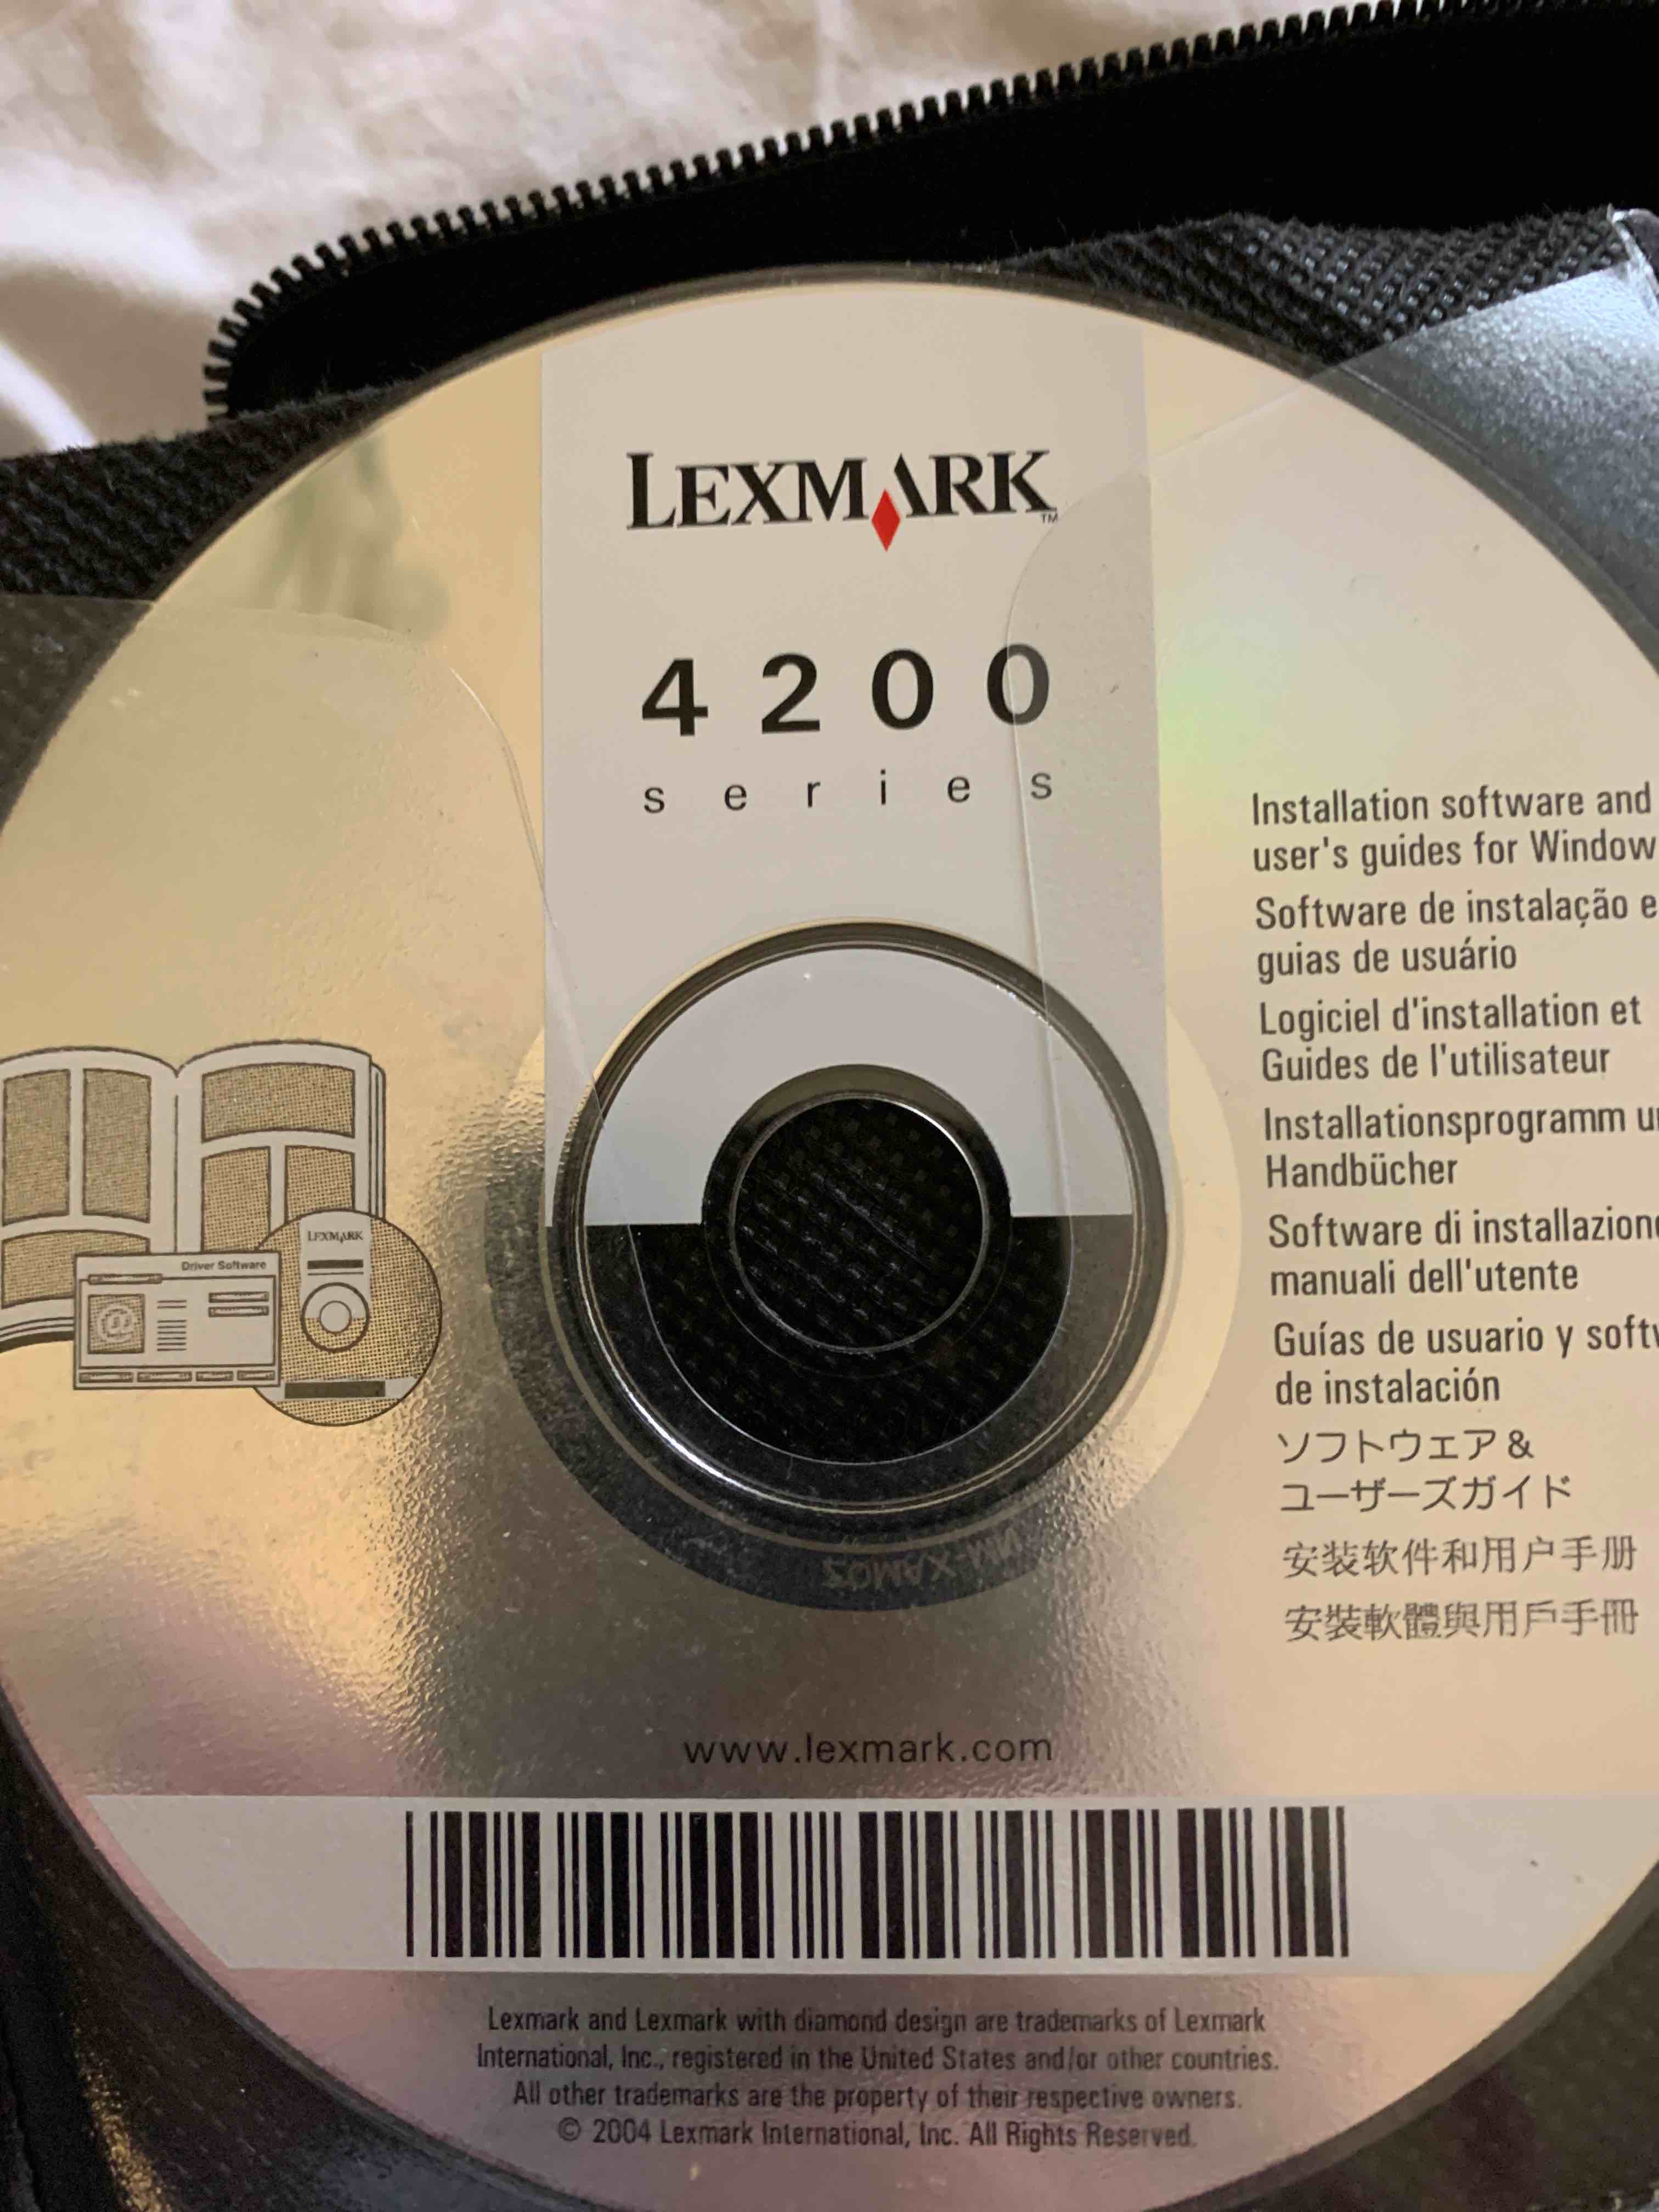 LEXMARK™
4200
series
Installation software and
user's guides for Window
Software de instalação e
guias de usuário
Logiciel d'installation et
Guides de l'utilisateur
Installationsprogramm u
Handbücher
Software di installazion
manuali dell'utente
Guías de usuario y soft
de instalación
ソフトウェア&
ユーザーズガイド
安装软件和用户手册
安裝軟體與用戶手冊
LEXMARK
Driver Software
@
www.lexmark.com
Lexmark and Lexmark with diamond design are trademarks of Lexmark
International, Inc., registered in the United States and/or other countries.
All other trademarks are the property of their respective owners.
© 2004 Lexmark International, Inc. All Rights Reserved.